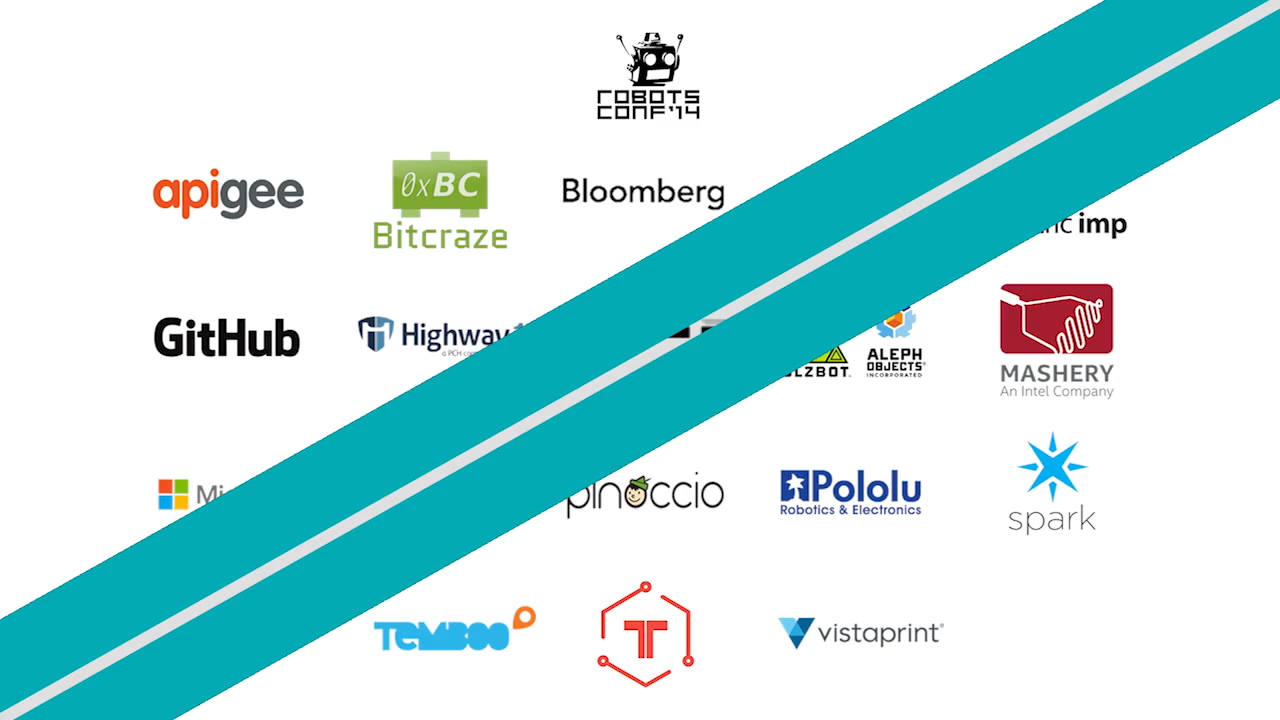 ROBOTS
CONF'14
apigee
0xBC
Bitcraze
Bloomberg
imp
GitHub
Highway
a PCH
ALEPH
OBJECTS
INCORPORATED
MASHERY
An Intel Company
pinoccio
Pololu
Robotics & Electronics
spark
TEMBOO
T
vistaprint